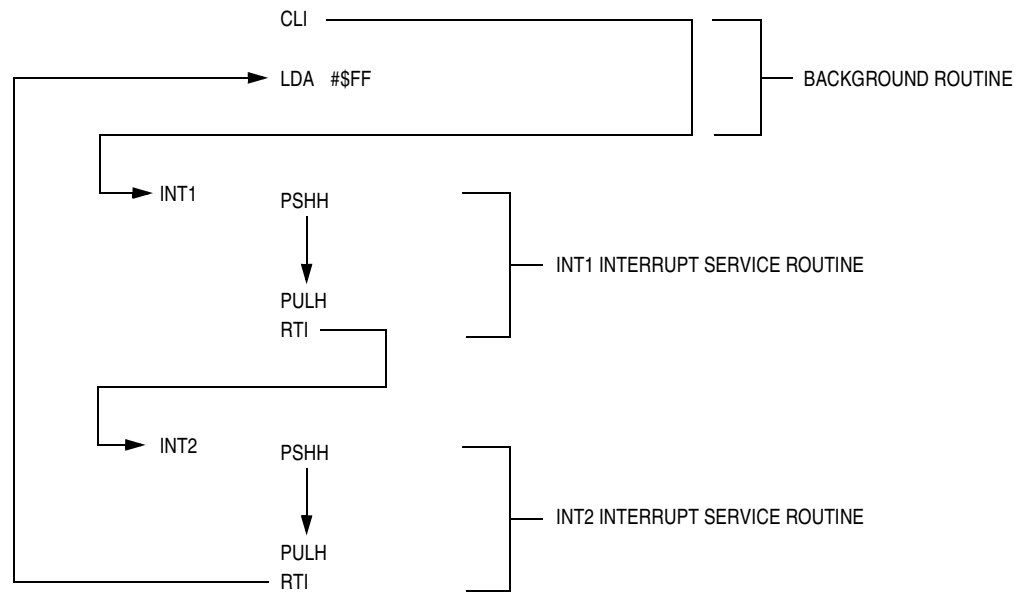 CLI
LDA #$FF
BACKGROUND ROUTINE
INT1
PSHH
INT1 INTERRUPT SERVICE ROUTINE
PULH
RTI
INT2
PSHH
INT2 INTERRUPT SERVICE ROUTINE
PULH
RTI